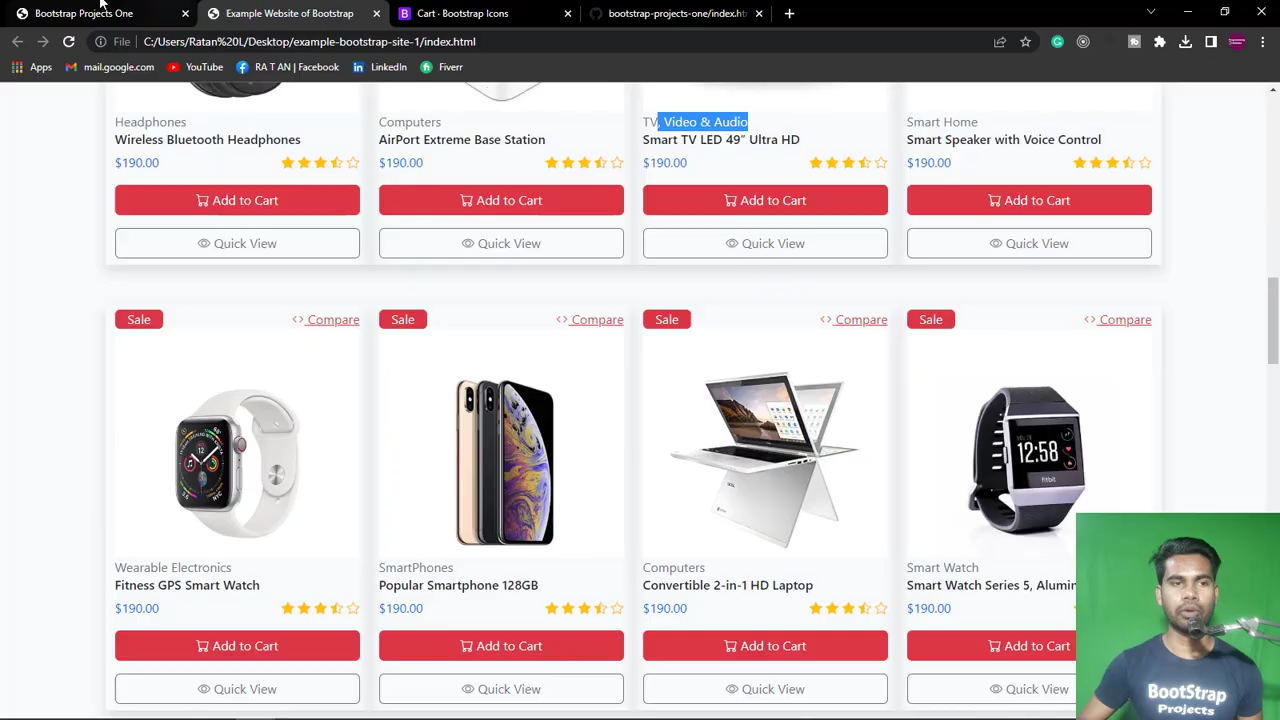 Bootstrap Projects One
Example Website of Bootstrap
Cart · Bootstrap Icons
bootstrap-projects-one/index.htm
File
C:/Users/Ratan%20L/Desktop/example-bootstrap-site-1/index.html
Apps
mail.google.com
YouTube
RA T AN | Facebook
LinkedIn
Fiverr
Headphones
Wireless Bluetooth Headphones
$190.00
Add to Cart
Quick View
Computers
AirPort Extreme Base Station
$190.00
Add to Cart
Quick View
TV, Video & Audio
Smart TV LED 49” Ultra HD
$190.00
Add to Cart
Quick View
Smart Home
Smart Speaker with Voice Control
$190.00
Add to Cart
Quick View
Sale
Compare
Wearable Electronics
Fitness GPS Smart Watch
$190.00
Add to Cart
Quick View
Sale
Compare
SmartPhones
Popular Smartphone 128GB
$190.00
Add to Cart
Quick View
Sale
Compare
Computers
Convertible 2-in-1 HD Laptop
$190.00
Add to Cart
Quick View
Sale
Compare
12:58
fitbit
Smart Watch
Smart Watch Series 5, Alumin
$190.00
Add to Cart
Quick View
BootStrap
Projects